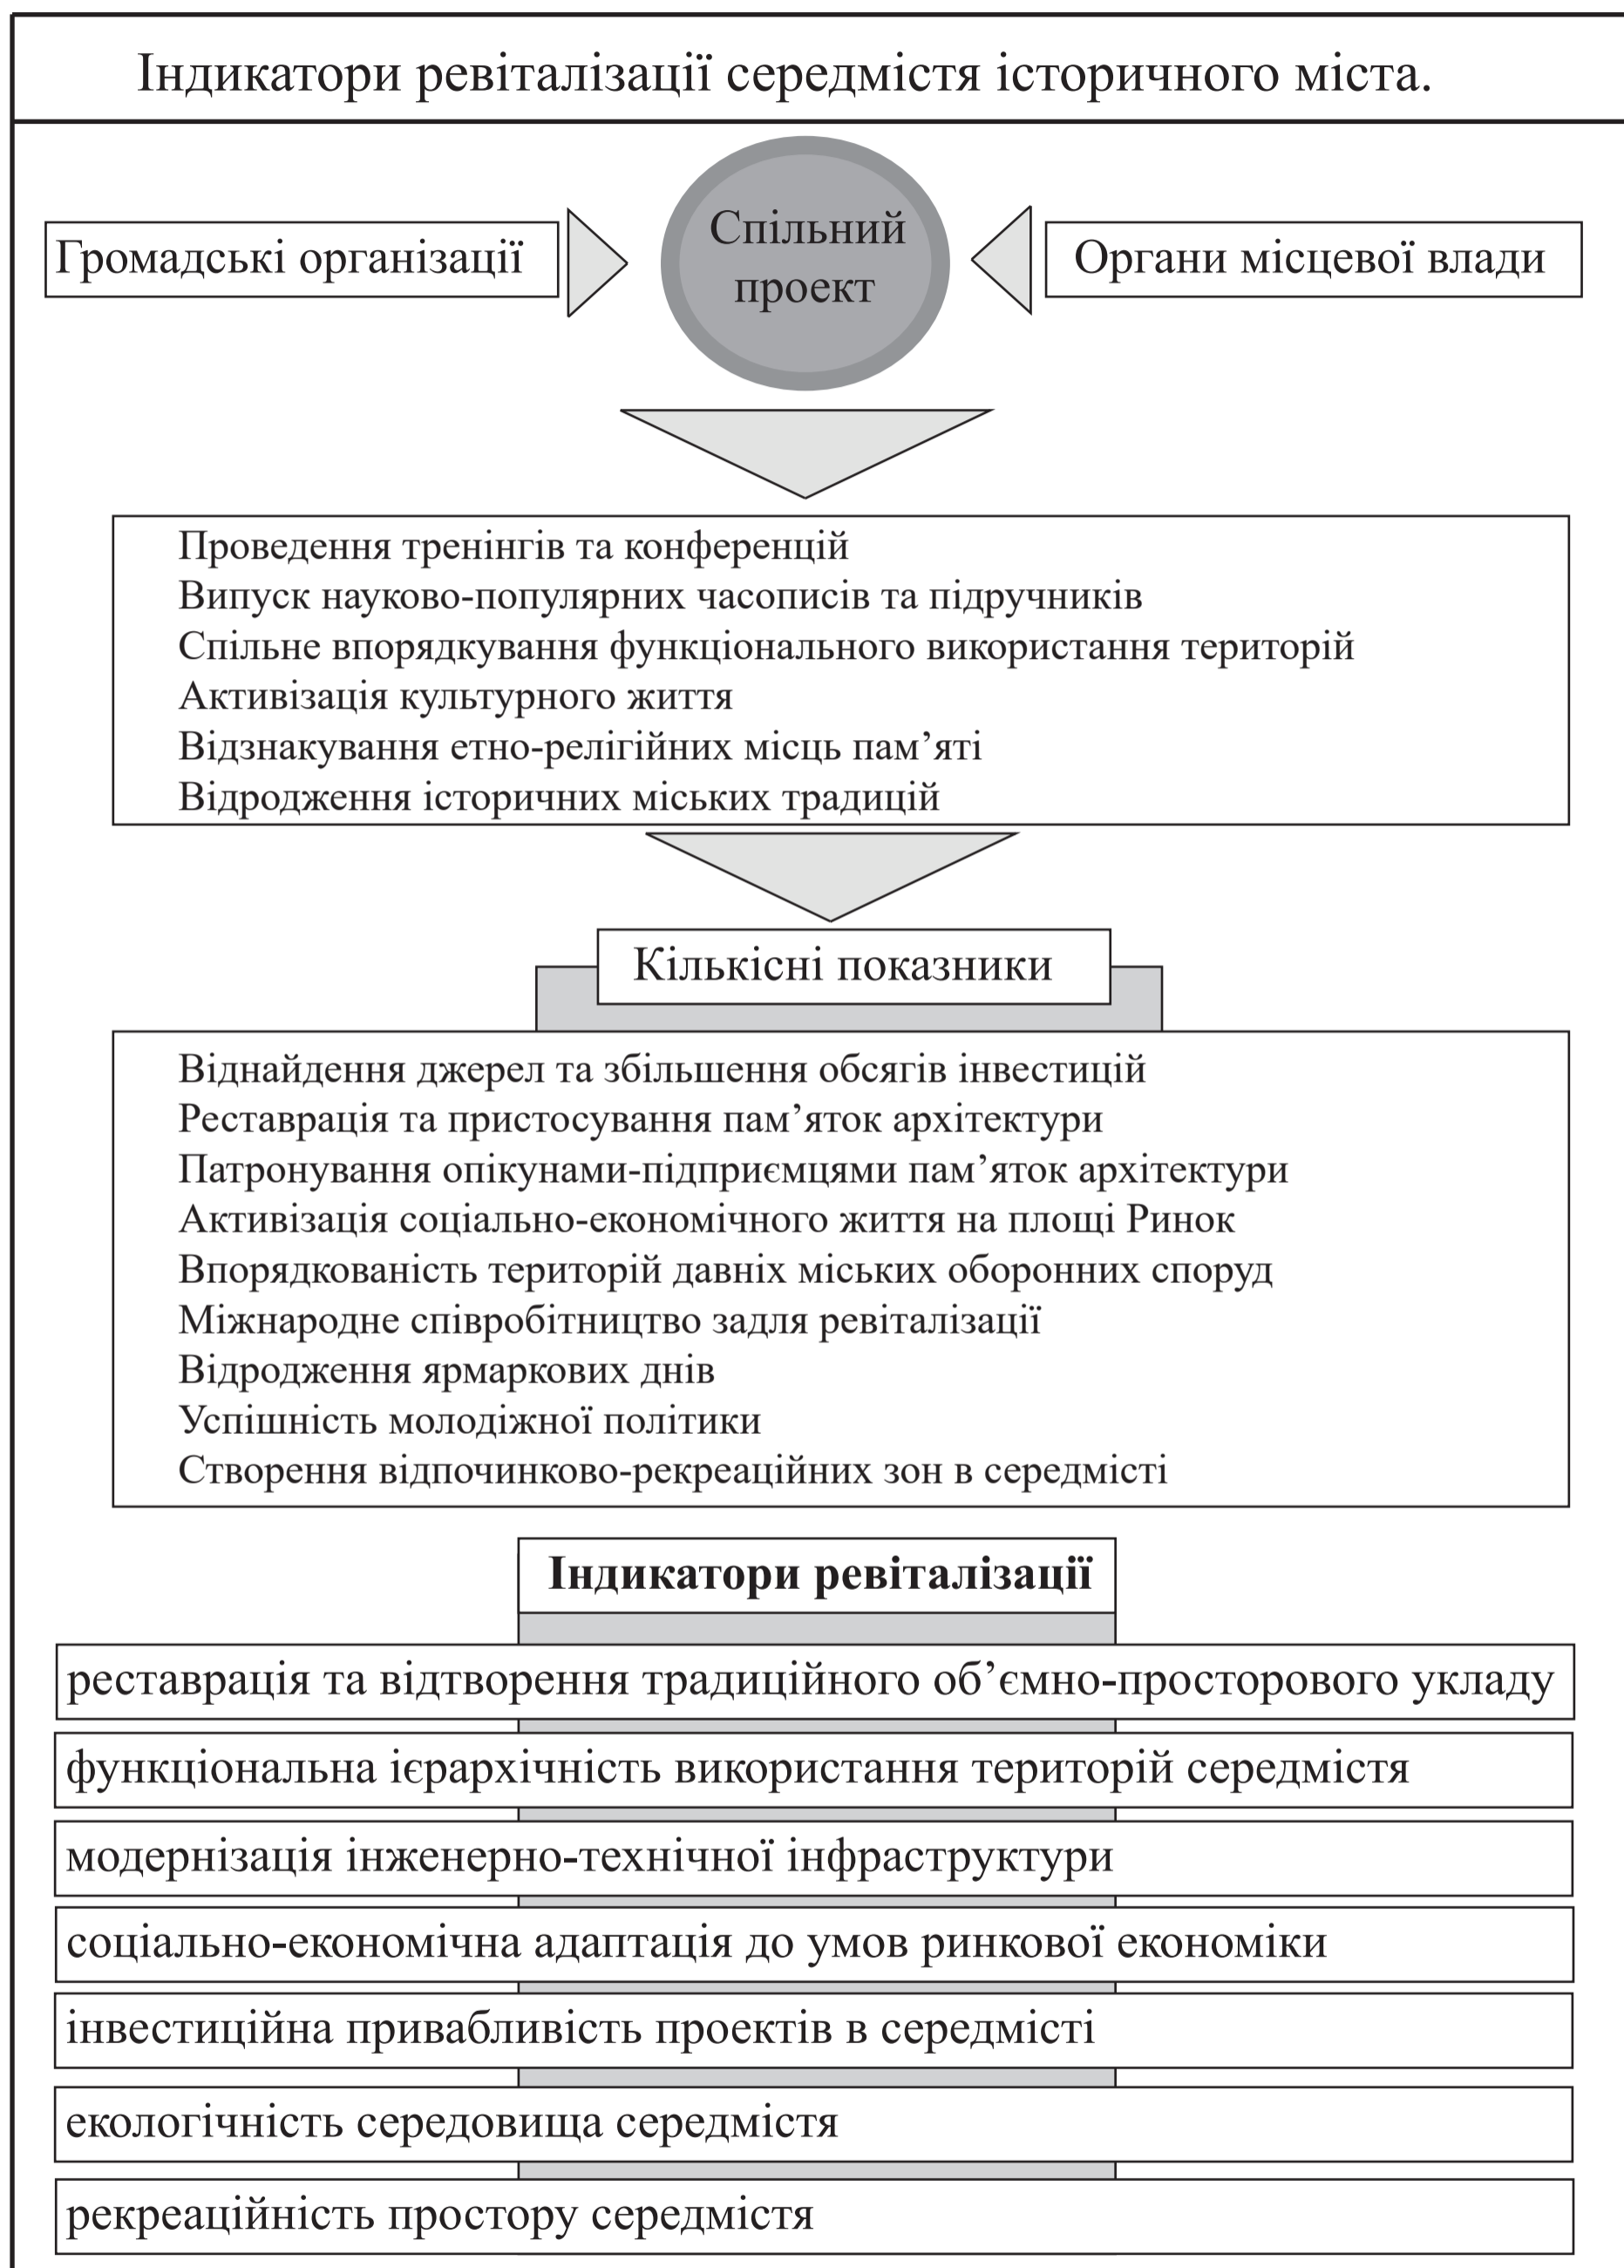 Індикатори ревіталізації середмістя історичного міста.
Громадські організації
Спільний
проект
Органи місцевої влади
Проведення тренінгів та конференцій
Випуск науково-популярних часописів та підручників
Спільне впорядкування функціонального використання територій
Активізація культурного життя
Відзнакування етно-релігійних місць пам’яті
Відродження історичних міських традицій
Кількісні показники
Віднайдення джерел та збільшення обсягів інвестицій
Реставрація та пристосування пам’яток архітектури
Патронування опікунами-підприємцями пам’яток архітектури
Активізація соціально-економічного життя на площі Ринок
Впорядкованість територій давніх міських оборонних споруд
Міжнародне співробітництво задля ревіталізації
Відродження ярмаркових днів
Успішність молодіжної політики
Створення відпочинково-рекреаційних зон в середмісті
Індикатори ревіталізації
реставрація та відтворення традиційного об’ємно-просторового укладу
функціональна ієрархічність використання територій середмістя
модернізація інженерно-технічної інфраструктури
соціально-економічна адаптація до умов ринкової економіки
інвестиційна привабливість проектів в середмісті
екологічність середовища середмістя
рекреаційність простору середмістя